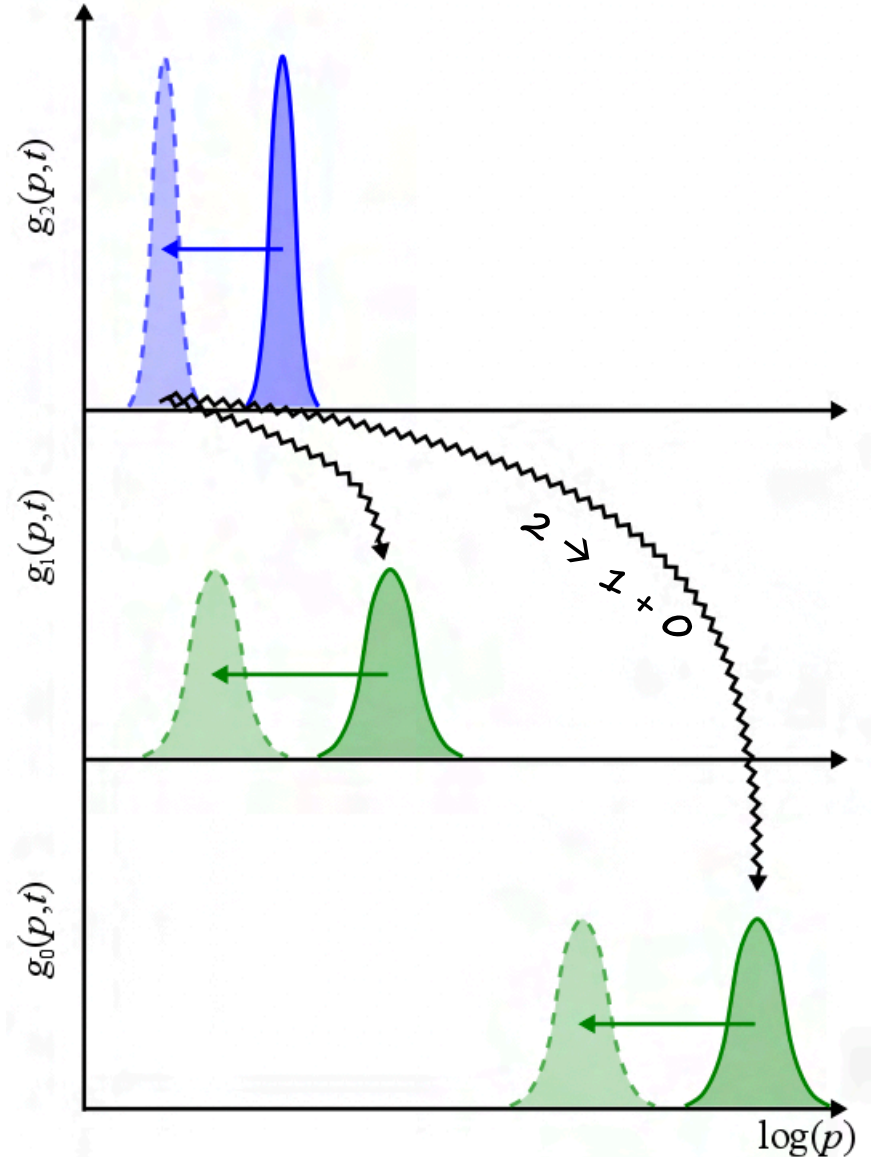 g₂(p,t)
2 → 1 + 0
g₁(p,t)
g₀(p,t)
log(p)